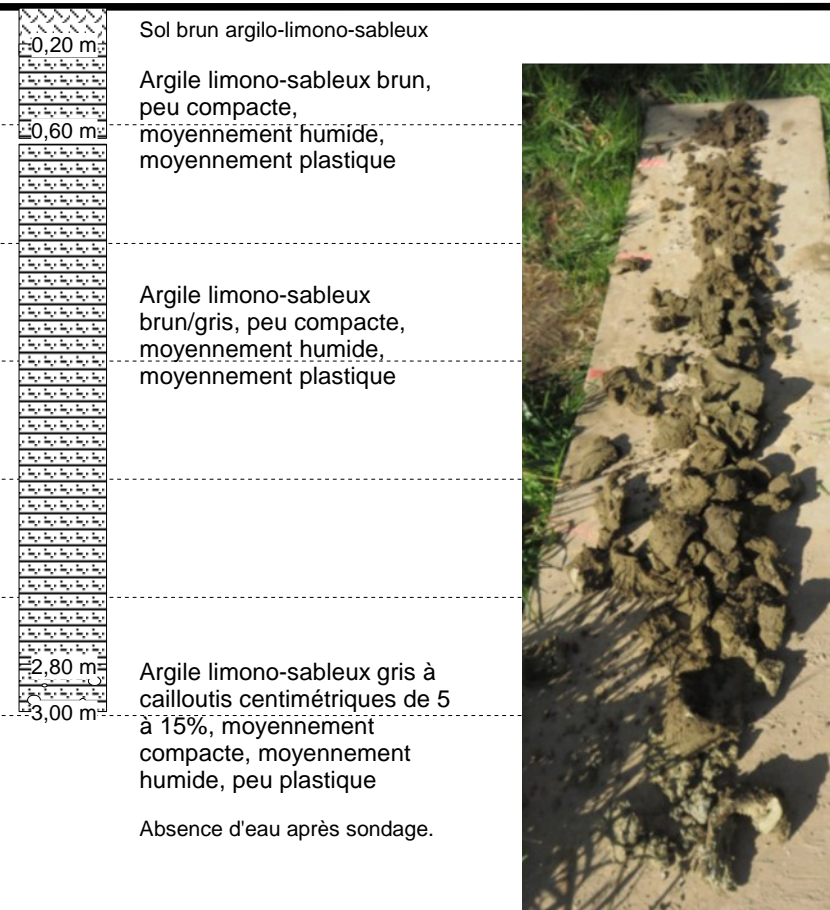 Sol brun argilo-limono-sableux
0,20 m
Argile limono-sableux brun,
peu compacte,
0,60 m
moyennement humide,
moyennement plastique
Argile limono-sableux
brun/gris, peu compacte,
moyennement humide,
moyennement plastique
2,80 m
Argile limono-sableux gris à
cailloutis centimétriques de 5
3,00 m
à 15%, moyennement
compacte, moyennement
humide, peu plastique
Absence d'eau après sondage.